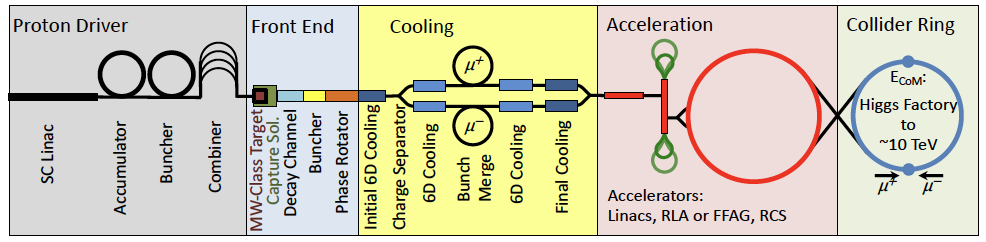 Proton Driver
Front End
Cooling
Acceleration
Collider Ring
SC Linac
Accumulator
Buncher
Combiner
MW-Class Target
Capture Sol.
Decay Channel
Buncher
Phase Rotator
Initial 6D Cooling
Charge Separator
6D Cooling
μ+
μ−
Bunch
Merge
6D Cooling
Final Cooling
Accelerators:
Linacs, RLA or FFAG, RCS
ECoM:
Higgs Factory
to
~10 TeV
μ+
μ−